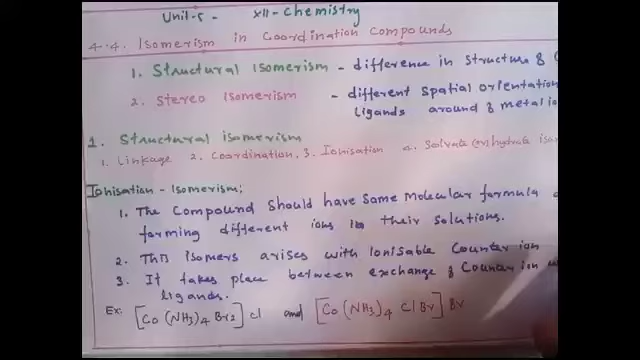 Unit-5 - XII-Chemistry
4.4. Isomerism in Coordination Compounds
1. Structural Isomerism - difference in structure of
2. Stereo isomerism - different spatial orientation
ligands around of metal
1. Structural isomerism
1. Linkage 2. Coordination, 3. Ionisation 4. Solvate (or) hydrate
Ionisation - Isomerism;
1. The Compound should have same Molecular formula
forming different ions in their solutions.
2. This isomers arises with Ionisable Counter ion
3. It takes place between exchange of Counter ion
ligands.
Ex: [Co(NH3)4 Br2]Cl and [Co(NH3)4 ClBr]Br